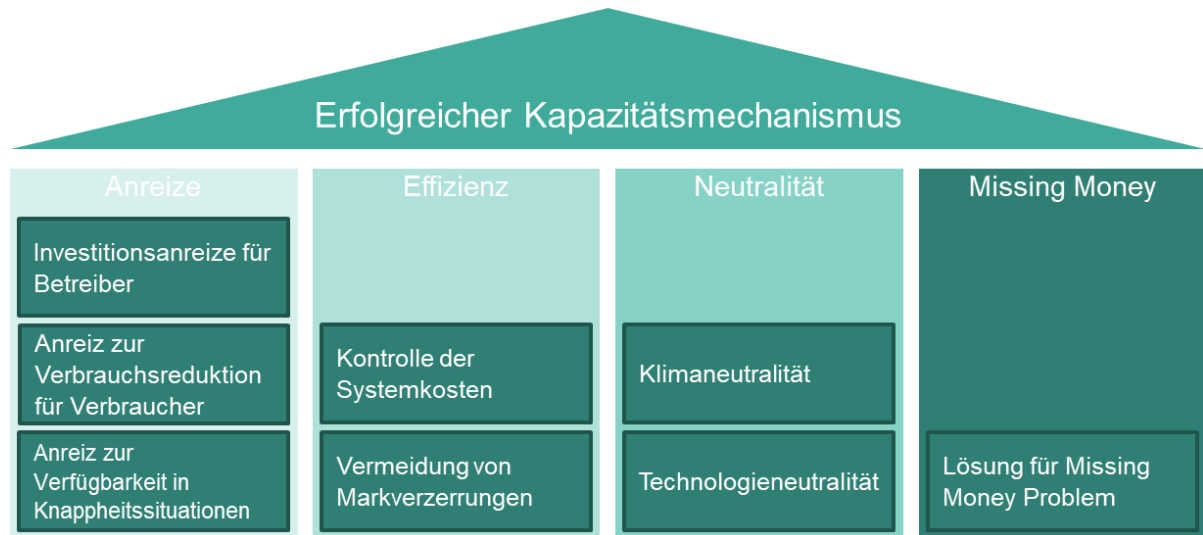 Erfolgreicher Kapazitätsmechanismus
Anreize
Investitionsanreize für
Betreiber
Anreiz zur
Verbrauchsreduktion
für Verbraucher
Anreiz zur
Verfügbarkeit in
Knappheitssituationen
Effizienz
Kontrolle der
Systemkosten
Vermeidung von
Markverzerrungen
Neutralität
Klimaneutralität
Technologieneutralität
Missing Money
Lösung für Missing
Money Problem